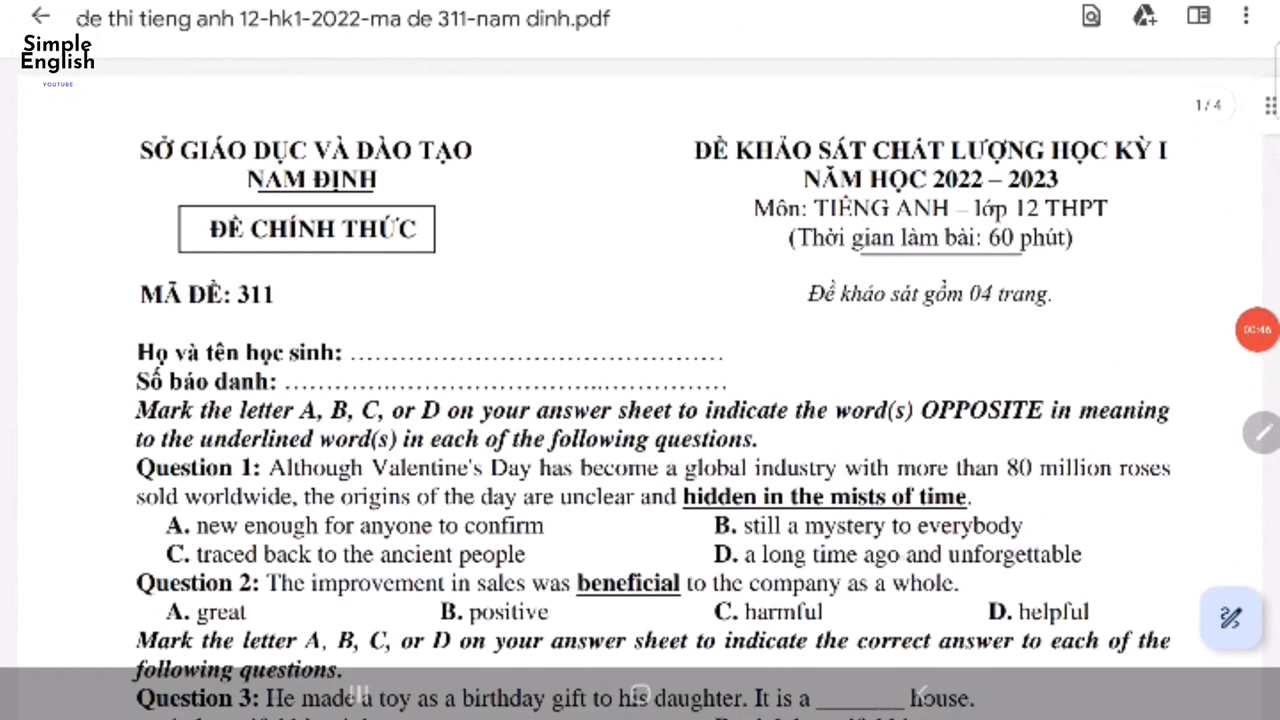 de thi tieng anh 12-hk1-2022-ma de 311-nam dinh.pdf
Simple
English
YOUTUBE
1 / 4
SỞ GIÁO DỤC VÀ ĐÀO TẠO
NAM ĐỊNH
ĐỀ CHÍNH THỨC
ĐỀ KHẢO SÁT CHẤT LƯỢNG HỌC KỲ I
NĂM HỌC 2022 – 2023
Môn: TIẾNG ANH – lớp 12 THPT
(Thời gian làm bài: 60 phút)
MÃ ĐỀ: 311
Đề khảo sát gồm 04 trang.
00:46
Họ và tên học sinh: ……………………………………
Số báo danh: ……………………………………
Mark the letter A, B, C, or D on your answer sheet to indicate the word(s) OPPOSITE in meaning
to the underlined word(s) in each of the following questions.
Question 1: Although Valentine's Day has become a global industry with more than 80 million roses
sold worldwide, the origins of the day are unclear and hidden in the mists of time.
A. new enough for anyone to confirm B. still a mystery to everybody
C. traced back to the ancient people D. a long time ago and unforgettable
Question 2: The improvement in sales was beneficial to the company as a whole.
A. great B. positive C. harmful D. helpful
Mark the letter A, B, C, or D on your answer sheet to indicate the correct answer to each of the
following questions.
Question 3: He made a toy as a birthday gift to his daughter. It is a ________ house.